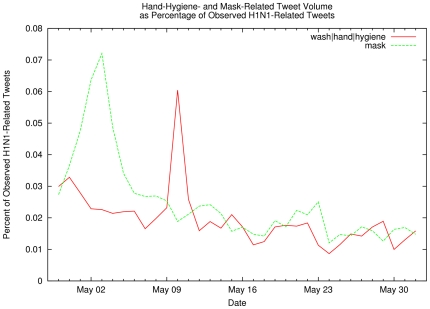 Hand-Hygiene- and Mask-Related Tweet Volume
as Percentage of Observed H1N1-Related Tweets
wash|hand|hygiene
mask
Percent of Observed H1N1-Related Tweets
0.08
0.07
0.06
0.05
0.04
0.03
0.02
0.01
0
May 02
May 09
May 16
May 23
May 30
Date